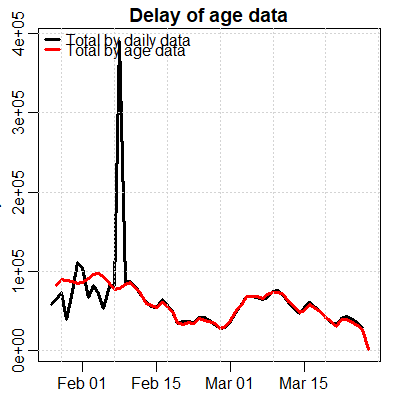 Delay of age data
Total by daily data
Total by age data
4e+05
3e+05
2e+05
1e+05
0e+00
Feb 01 Feb 15 Mar 01 Mar 15